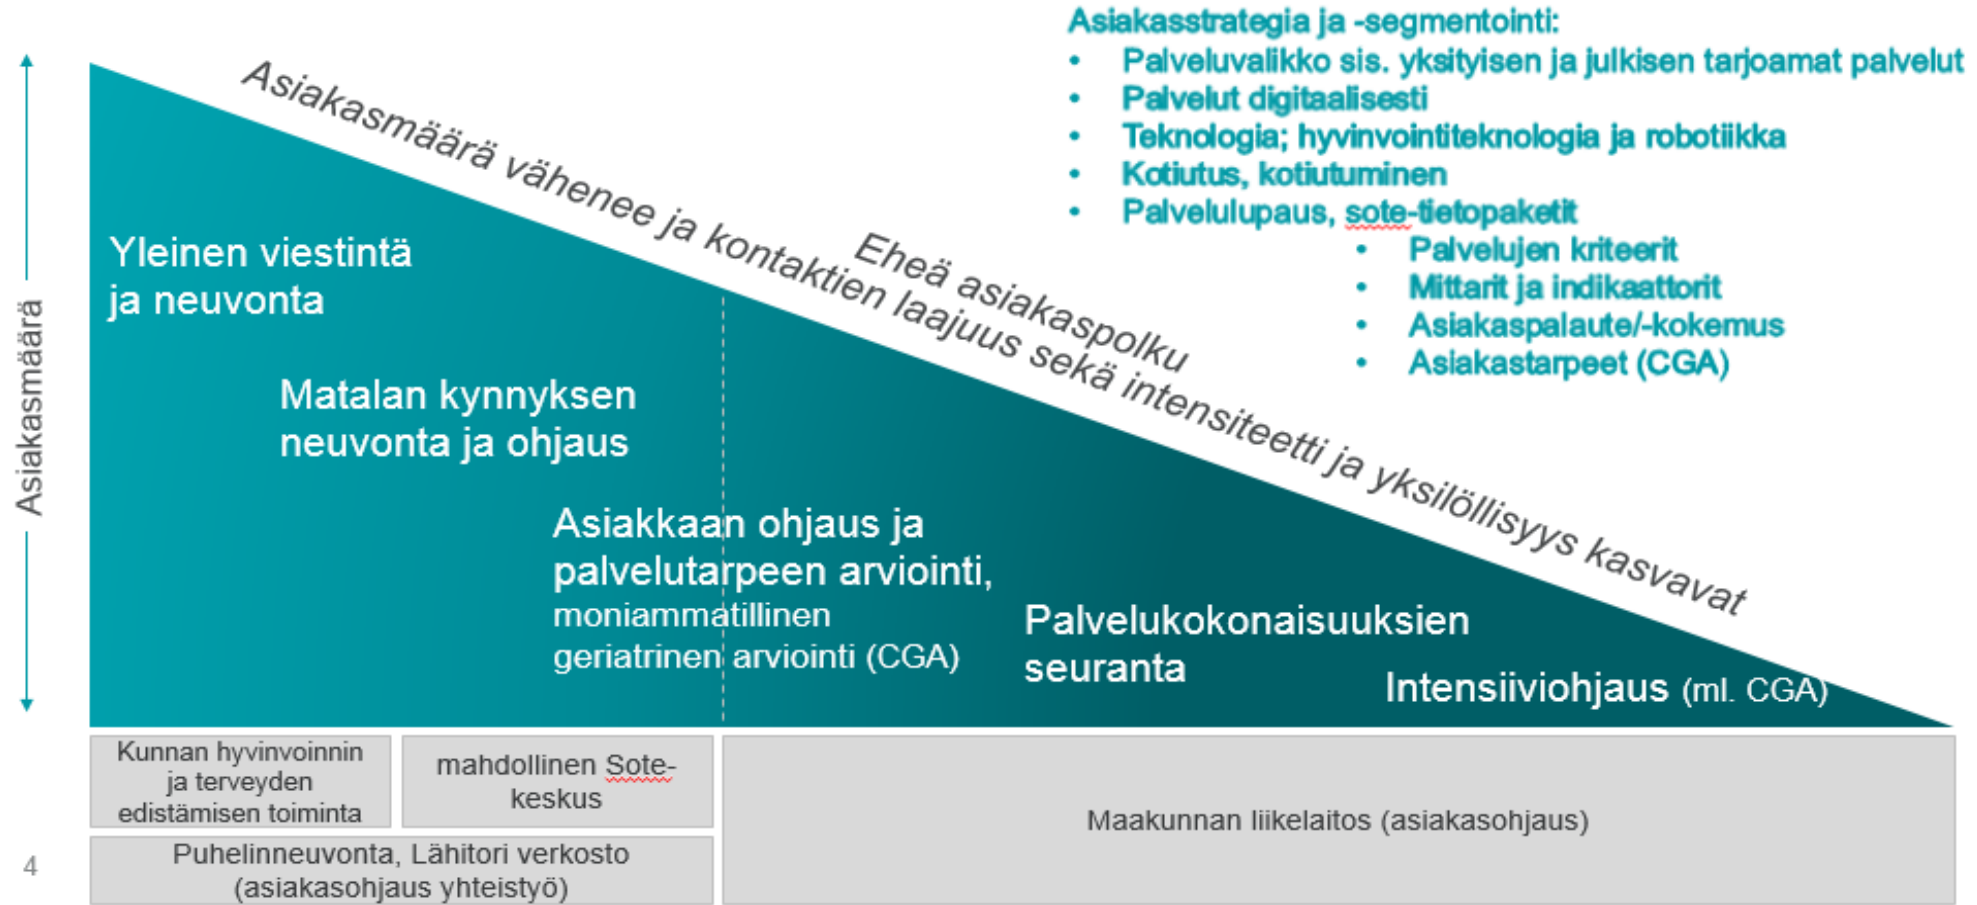 Asiakasstrategia ja -segmentointi:
• Palveluvalikko sis. yksityisen ja julkisen tarjoamat palvelut
• Palvelut digitaalisesti
• Teknologia; hyvinvointiteknologia ja robotiikka
• Kotiutus, kotiutuminen
• Palvelulupaus, sote-tietopaketit
• Palvelujen kriteerit
• Mittarit ja indikaattorit
• Asiakaspalaute/-kokemus
• Asiakastarpeet (CGA)
Asiakasmäärä vähenee ja kontaktien laajuus sekä intensiteetti ja yksilöllisyys kasvavat
Eheä asiakaspolku
Asiakasmäärä
Yleinen viestintä
ja neuvonta
Matalan kynnyksen
neuvonta ja ohjaus
Asiakkaan ohjaus ja
palvelutarpeen arviointi,
moniammatillinen
geriatrinen arviointi (CGA)
Palvelukokonaisuuksien
seuranta
Intensiiviohjaus (ml. CGA)
Kunnan hyvinvoinnin
ja terveyden
edistämisen toiminta
mahdollinen Sote-
keskus
Puhelinneuvonta, Lähitori verkosto
(asiakasohjaus yhteistyö)
Maakunnan liikelaitos (asiakasohjaus)
4